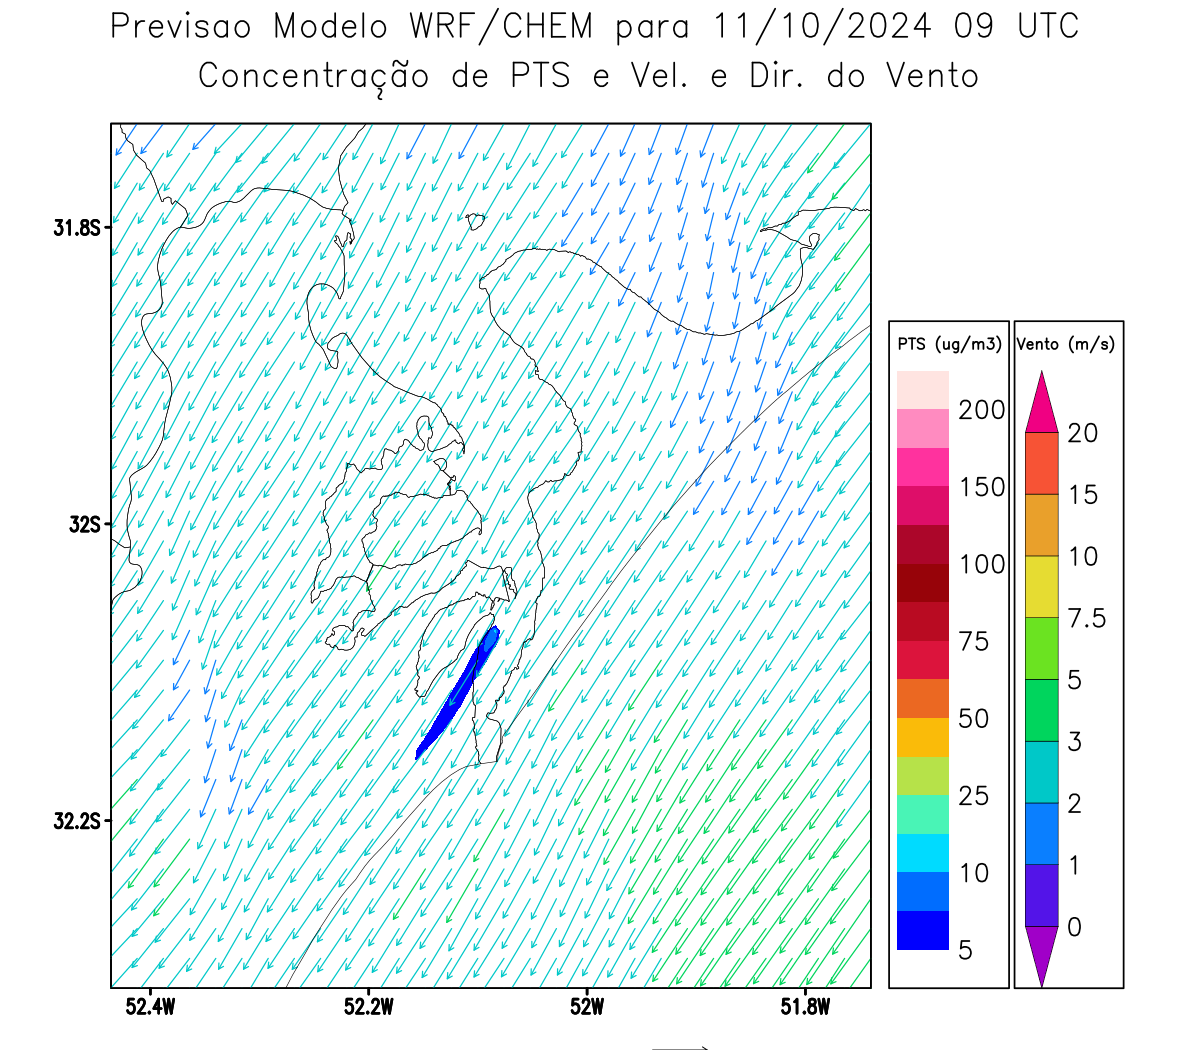 Previsao Modelo WRF/CHEM para 11/10/2024 09 UTC
Concentração de PTS e Vel. e Dir. do Vento
31.8S
32S
32.2S
52.4W
52.2W
52W
51.8W
PTS (ug/m3)
200
150
100
75
50
25
10
5
Vento (m/s)
20
15
10
7.5
5
3
2
1
0